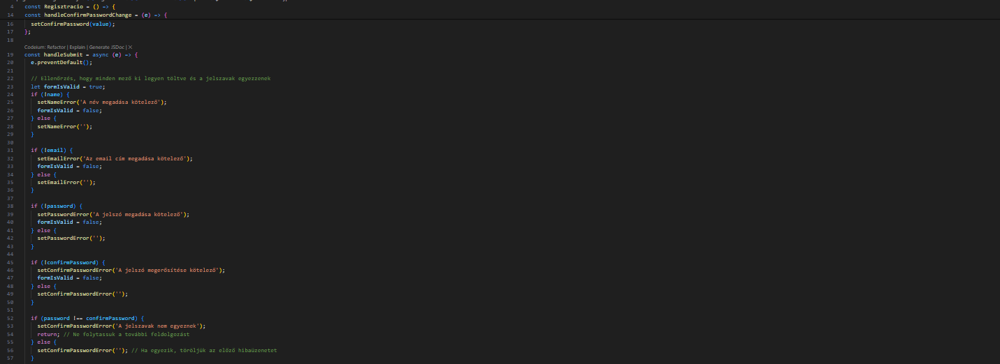 4 const Regisztracio = () => {
14 const handleConfirmPasswordChange = (e) => {
16 setConfirmPassword(value);
17 };
18
Codeium: Refactor | Explain | Generate JSDoc | X
19 const handleSubmit = async (e) => {
20 e.preventDefault();
21
22 // Ellenőrzés, hogy minden mező ki legyen töltve és a jelszavak egyezzenek
23 let formIsValid = true;
24 if (!name) {
25 setNameError('A név megadása kötelező');
26 formIsValid = false;
27 } else {
28 setNameError('');
29 }
30
31 if (!email) {
32 setEmailError('Az email cím megadása kötelező');
33 formIsValid = false;
34 } else {
35 setEmailError('');
36 }
37
38 if (!password) {
39 setPasswordError('A jelszó megadása kötelező');
40 formIsValid = false;
41 } else {
42 setPasswordError('');
43 }
44
45 if (!confirmPassword) {
46 setConfirmPasswordError('A jelszó megerősítése kötelező');
47 formIsValid = false;
48 } else {
49 setConfirmPasswordError('');
50 }
51
52 if (password !== confirmPassword) {
53 setConfirmPasswordError('A jelszavak nem egyeznek');
54 return; // Ne folytassuk a további feldolgozást
55 } else {
56 setConfirmPasswordError(''); // Ha egyezik, töröljük az előző hibaüzenetet
57 }